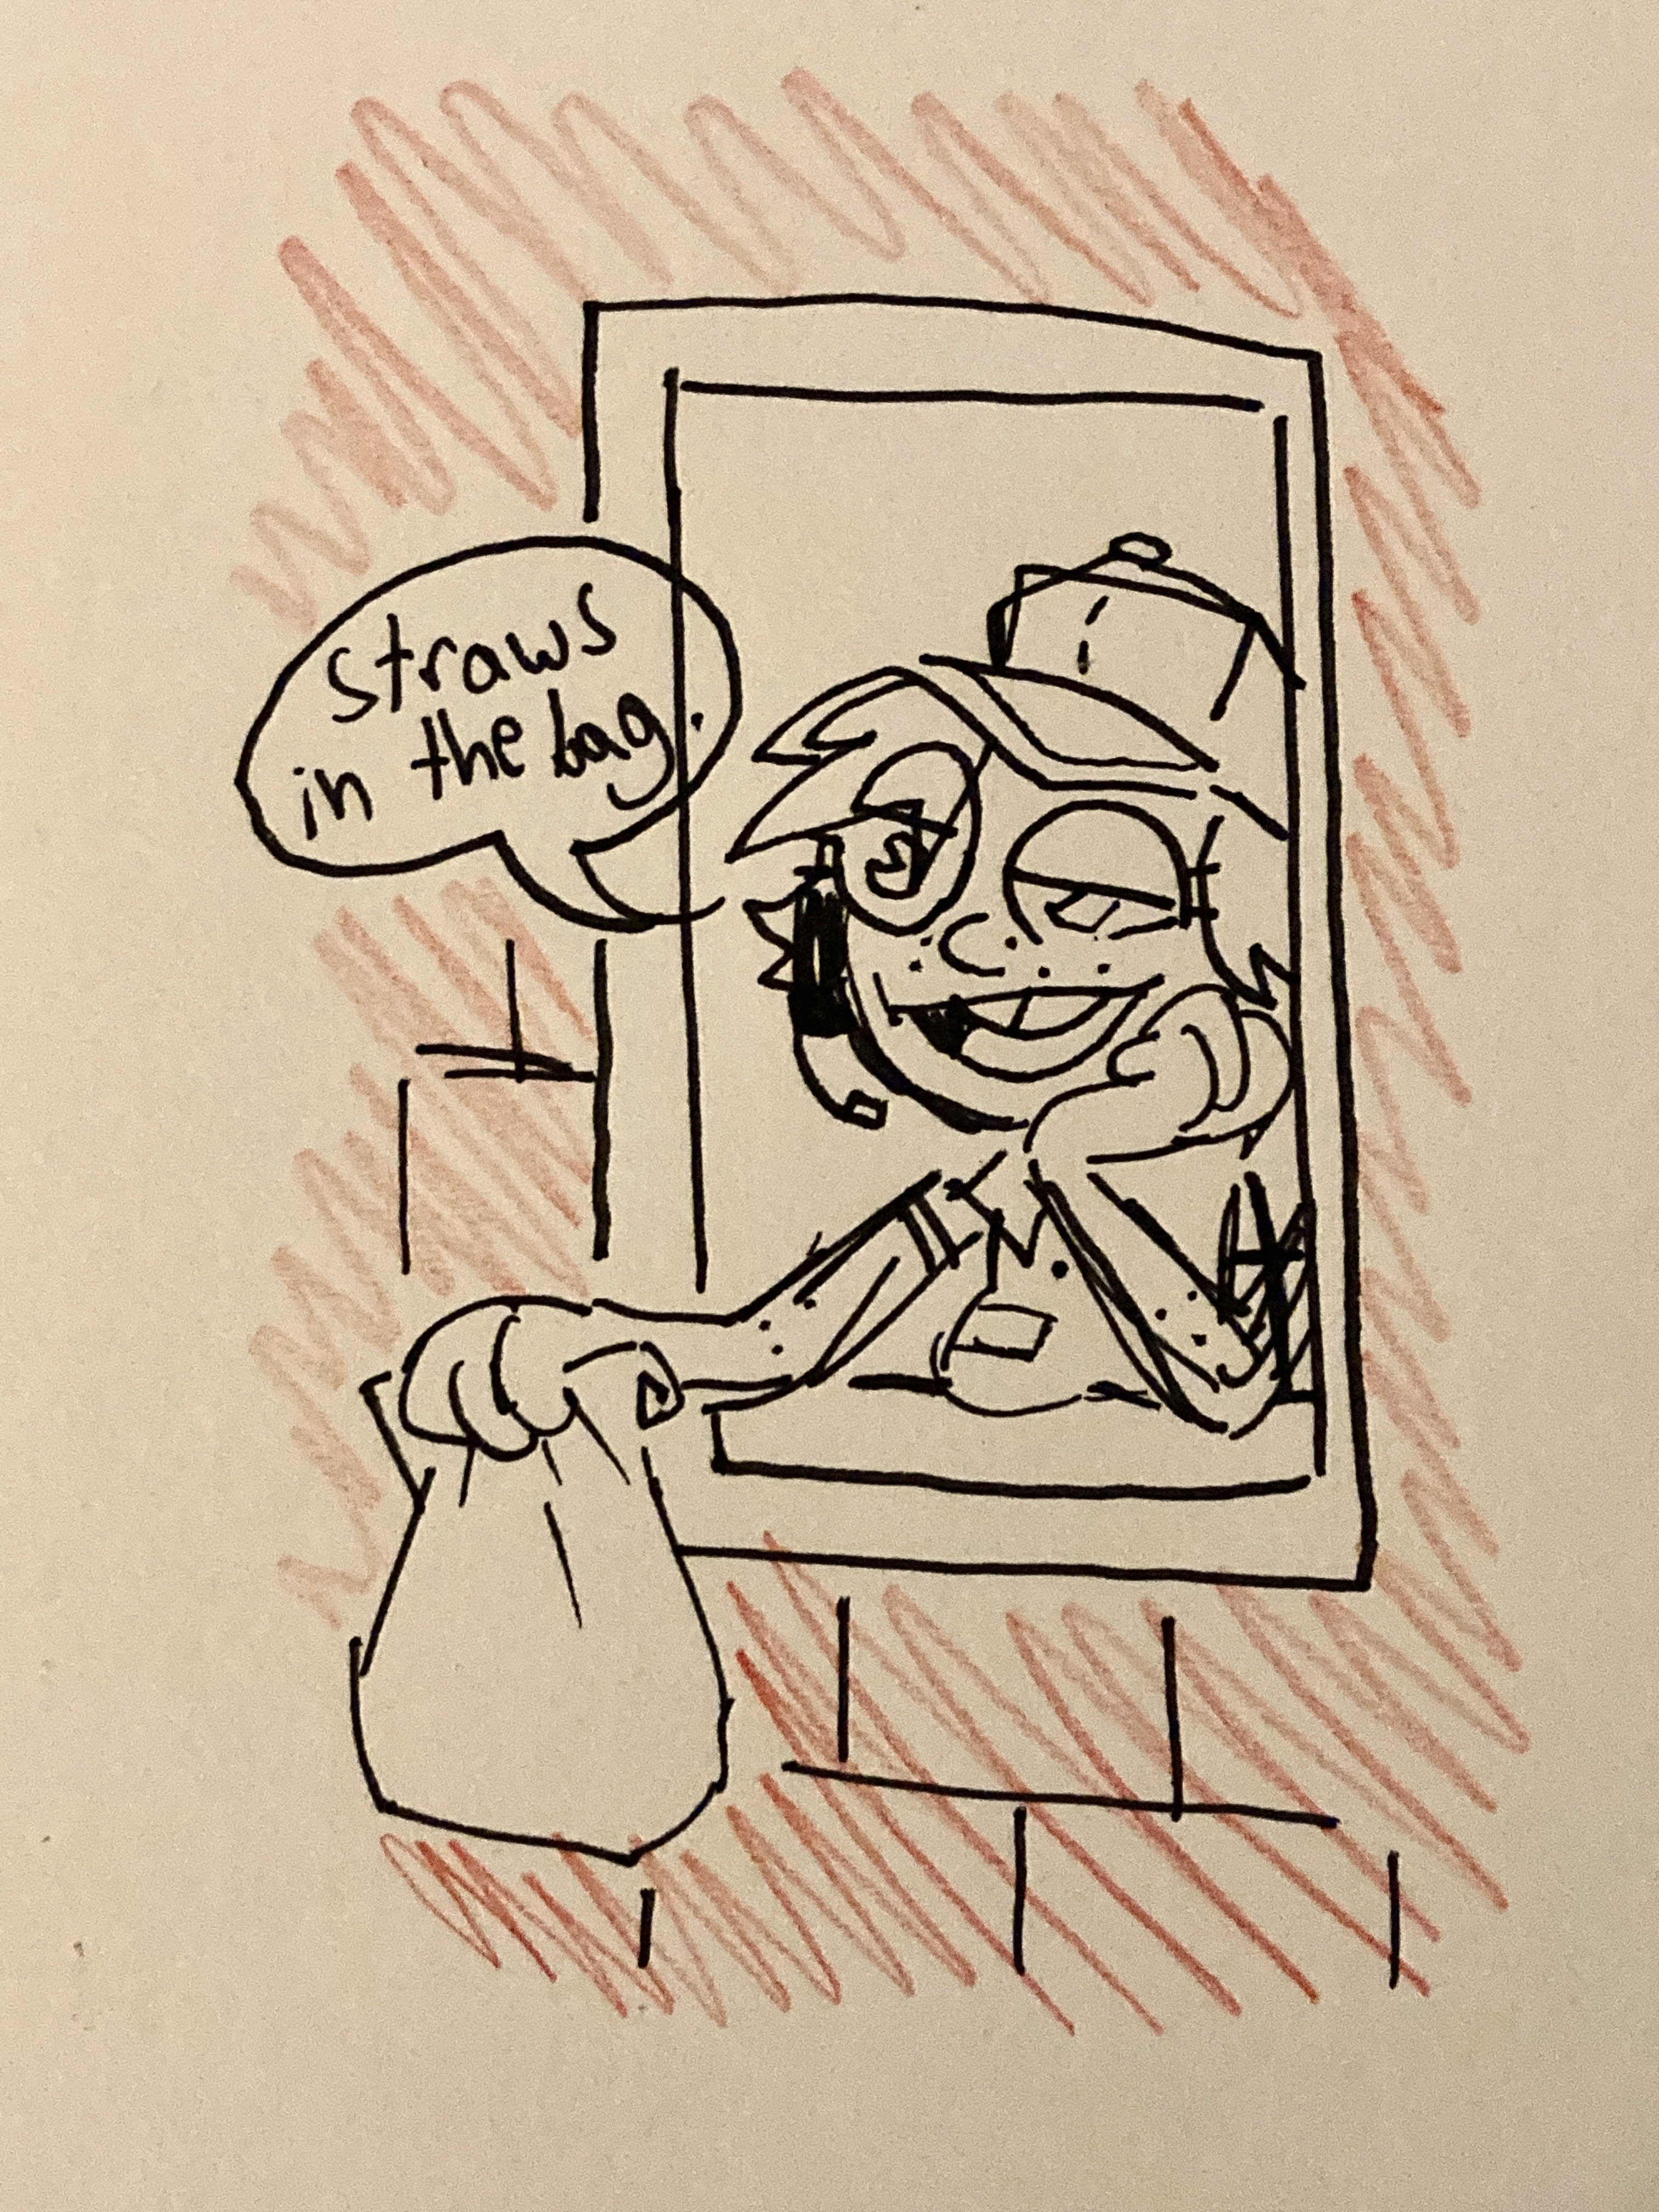 straws
in the bag.